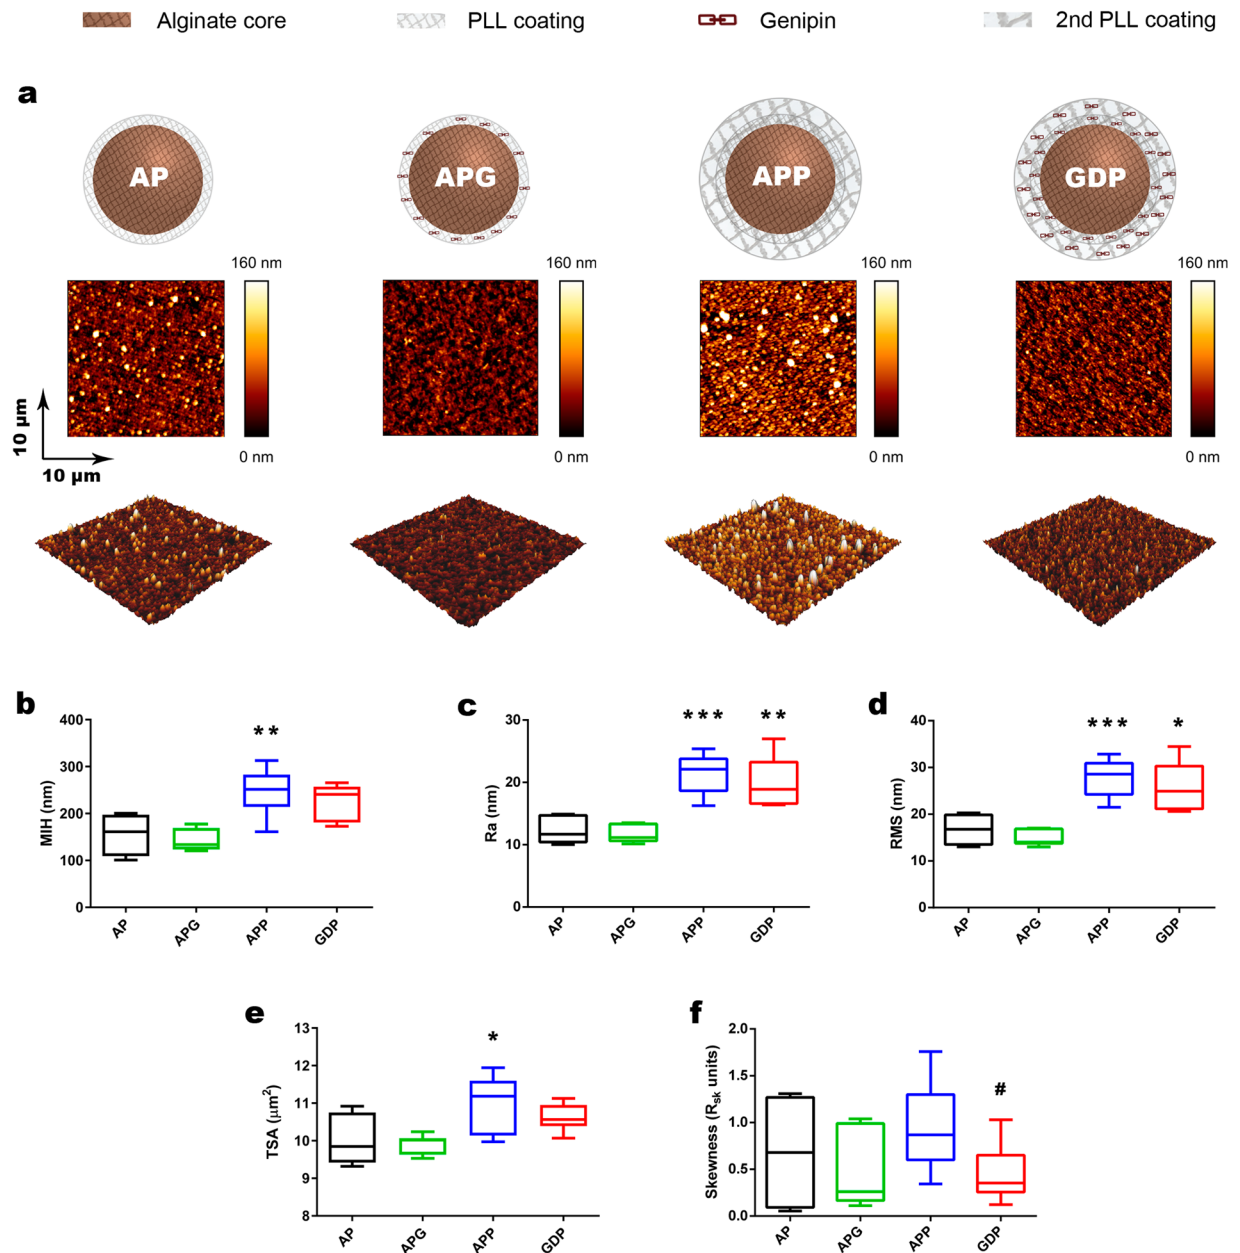 Alginate core
PLL coating
Genipin
2nd PLL coating
a
AP
APG
APP
GDP
160 nm
160 nm
160 nm
160 nm
10 µm
10 µm
0 nm
0 nm
0 nm
0 nm
b
400
300
200
100
0
MIH (nm)
**
AP
APG
APP
GDP
c
30
20
10
0
Ra (nm)
***
**
AP
APG
APP
GDP
d
40
30
20
10
0
RMS (nm)
***
*
AP
APG
APP
GDP
e
13
12
11
10
9
8
TSA (µm²)
*
AP
APG
APP
GDP
f
2.0
1.5
1.0
0.5
0.0
Skewness (Rsk units)
#
AP
APG
APP
GDP